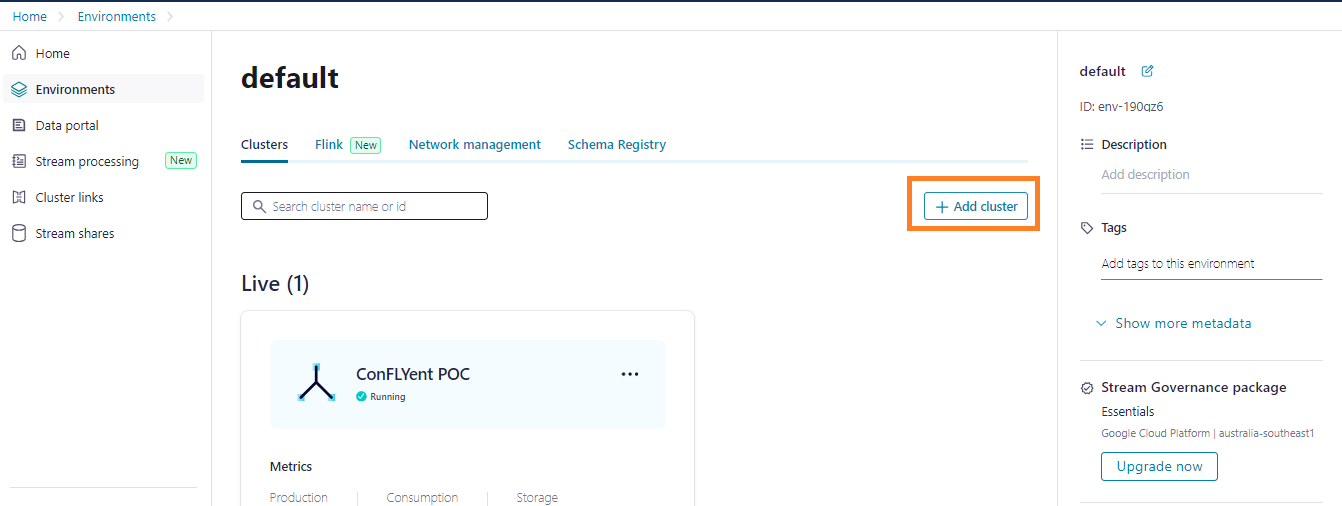 Home
Environments
Home
Environments
Data portal
Stream processing New
Cluster links
Stream shares
default
Clusters Flink New Network management Schema Registry
Search cluster name or id
+ Add cluster
Live (1)
ConFLYent POC
Running
Metrics
Production Consumption Storage
default
ID: env-190qz6
Description
Add description
Tags
Add tags to this environment
Show more metadata
Stream Governance package
Essentials
Google Cloud Platform | australia-southeast1
Upgrade now